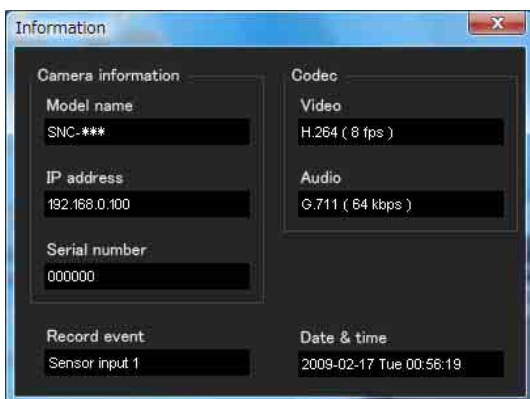 Information
Camera information
Model name
SNC-***
IP address
192.168.0.100
Serial number
000000
Codec
Video
H.264 ( 8 fps )
Audio
G.711 ( 64 kbps )
Record event
Sensor input 1
Date & time
2009-02-17 Tue 00:56:19